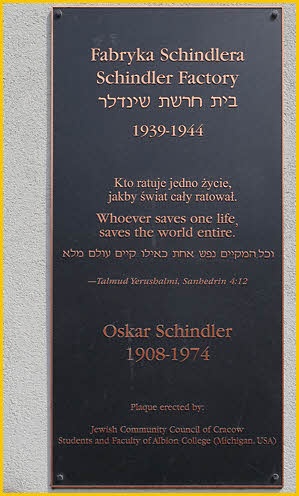 Fabryka Schindlera
Schindler Factory
בית חרשת שינדלר
1939-1944
Kto ratuje jedno życie,
jakby świat cały ratował.
Whoever saves one life,
saves the world entire.
וכל המקיים נפש אחת כאילו קיים עולם מלא
—Talmud Yerushalmi, Sanhedrin 4:12
Oskar Schindler
1908-1974
Plaque erected by:
Jewish Community Council of Cracow
Students and Faculty of Albion College (Michigan, USA)